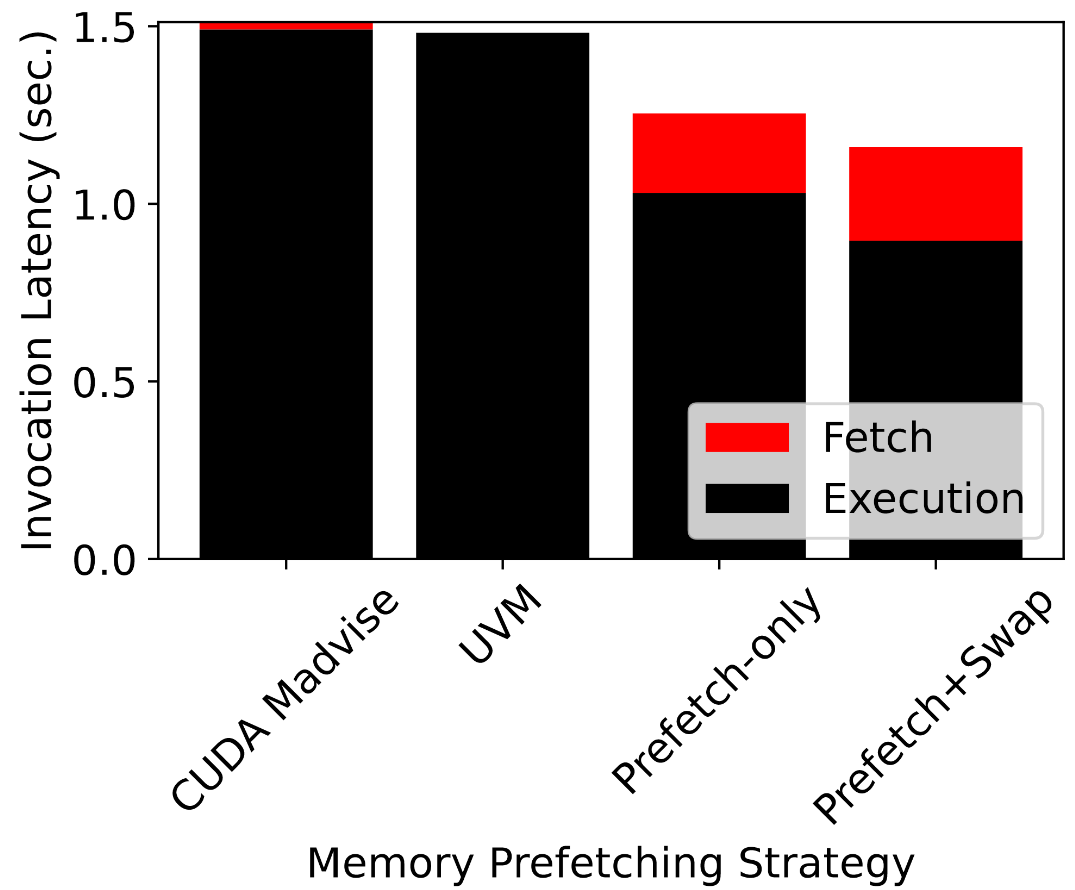 Invocation Latency (sec.)
1.5
1.0
0.5
0.0
Fetch
Execution
CUDA Madvise
UVM
Prefetch-only
Prefetch+Swap
Memory Prefetching Strategy